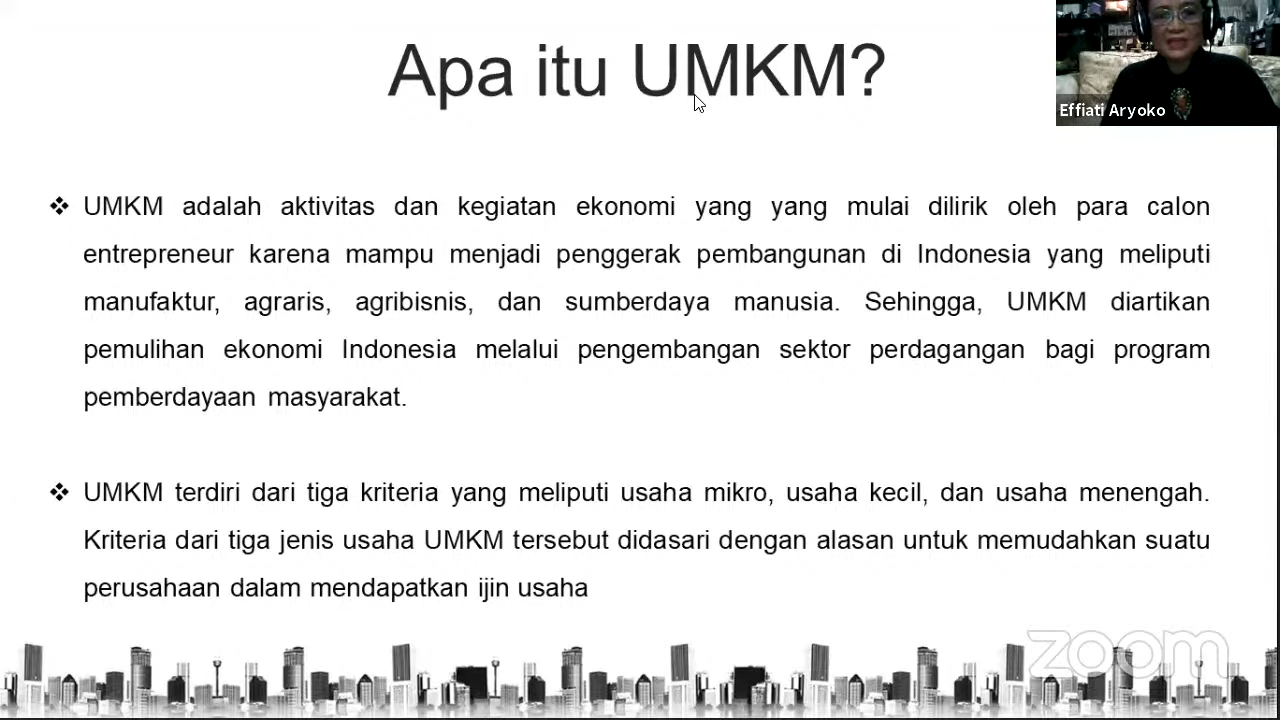 Apa itu UMKM?
Effiati Aryoko
❖ UMKM adalah aktivitas dan kegiatan ekonomi yang yang mulai dilirik oleh para calon
entrepreneur karena mampu menjadi penggerak pembangunan di Indonesia yang meliputi
manufaktur, agraris, agribisnis, dan sumberdaya manusia. Sehingga, UMKM diartikan
pemulihan ekonomi Indonesia melalui pengembangan sektor perdagangan bagi program
pemberdayaan masyarakat.
❖ UMKM terdiri dari tiga kriteria yang meliputi usaha mikro, usaha kecil, dan usaha menengah.
Kriteria dari tiga jenis usaha UMKM tersebut didasari dengan alasan untuk memudahkan suatu
perusahaan dalam mendapatkan ijin usaha
zoom